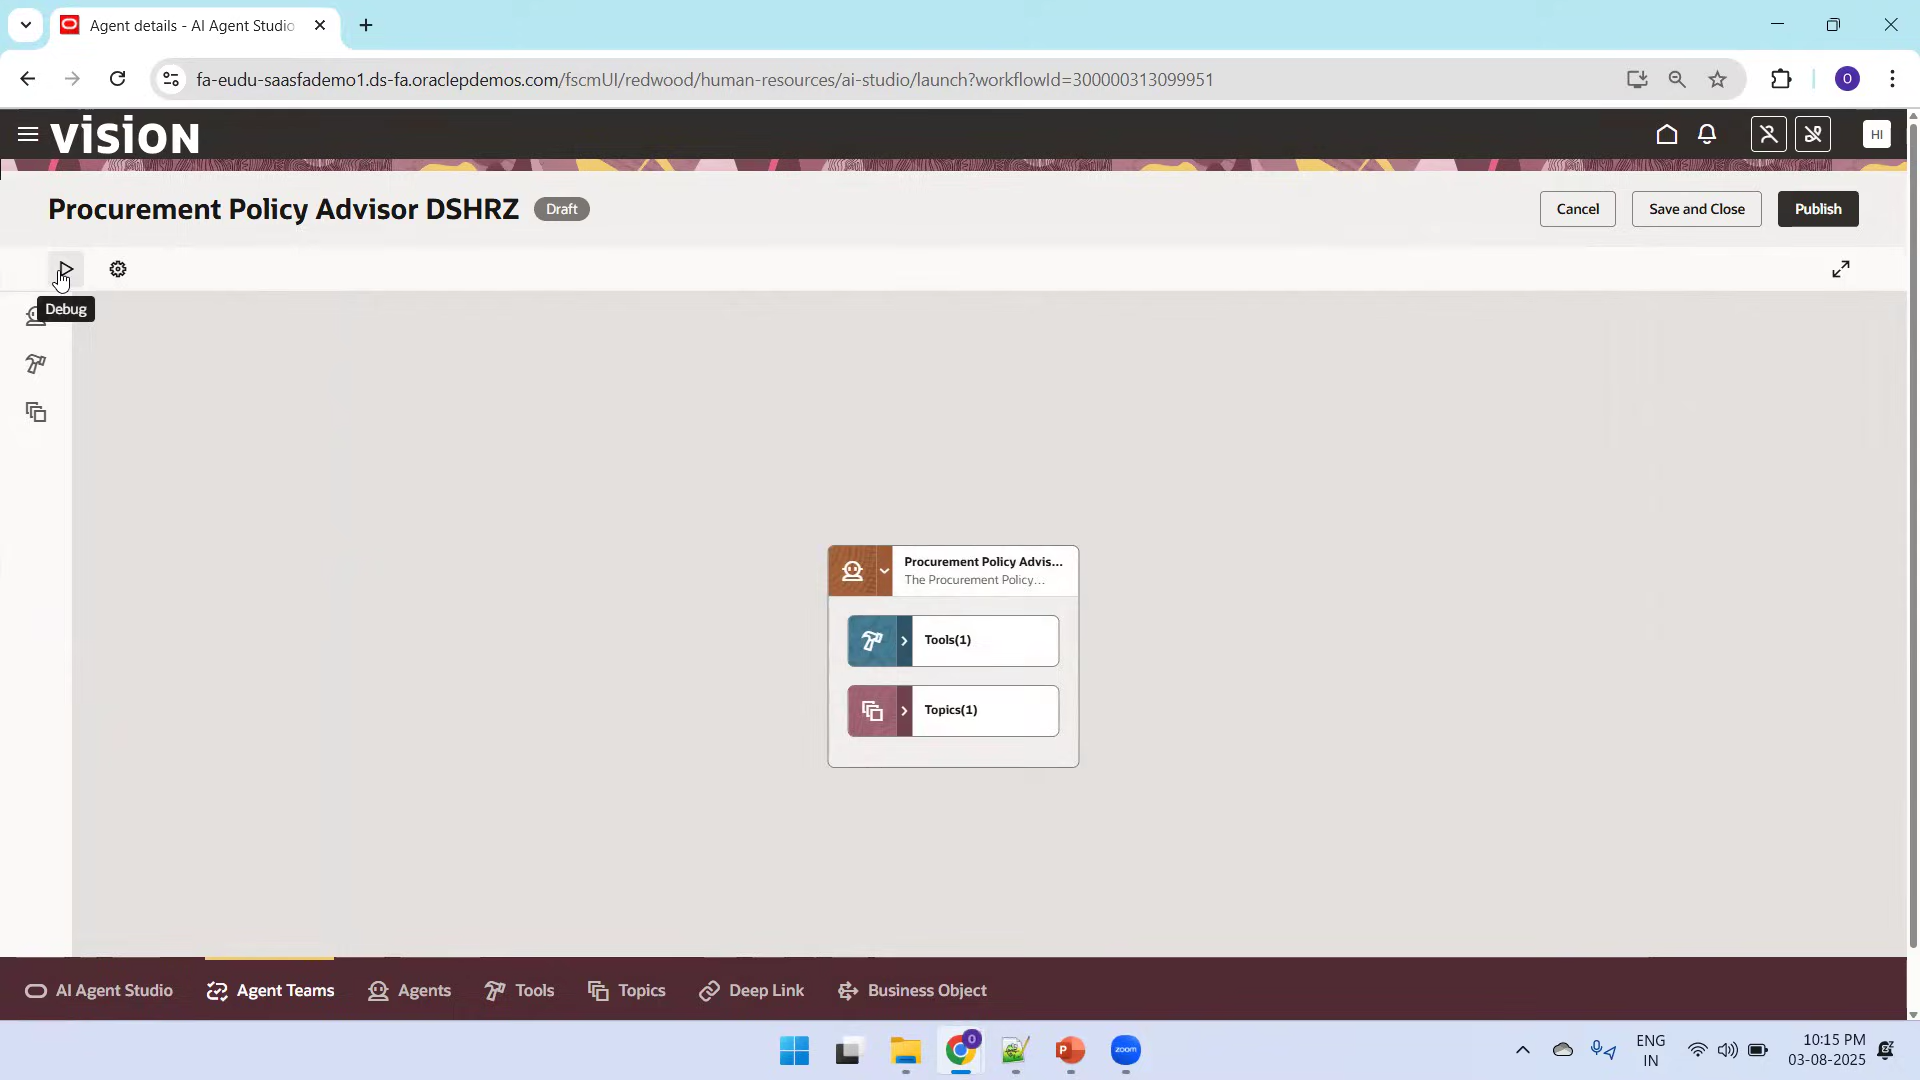 Agent details - AI Agent Studio
fa-eudu-saasfademo1.ds-fa.oraclepdemos.com/fscmUI/redwood/human-resources/ai-studio/launch?workflowId=300000313099951
O
vision
HI
Procurement Policy Advisor DSHRZ
Draft
Cancel
Save and Close
Publish
Debug
Procurement Policy Advis...
The Procurement Policy...
Tools(1)
Topics(1)
AI Agent Studio
Agent Teams
Agents
Tools
Topics
Deep Link
Business Object
O
zoom
ENG
IN
10:15 PM
03-08-2025